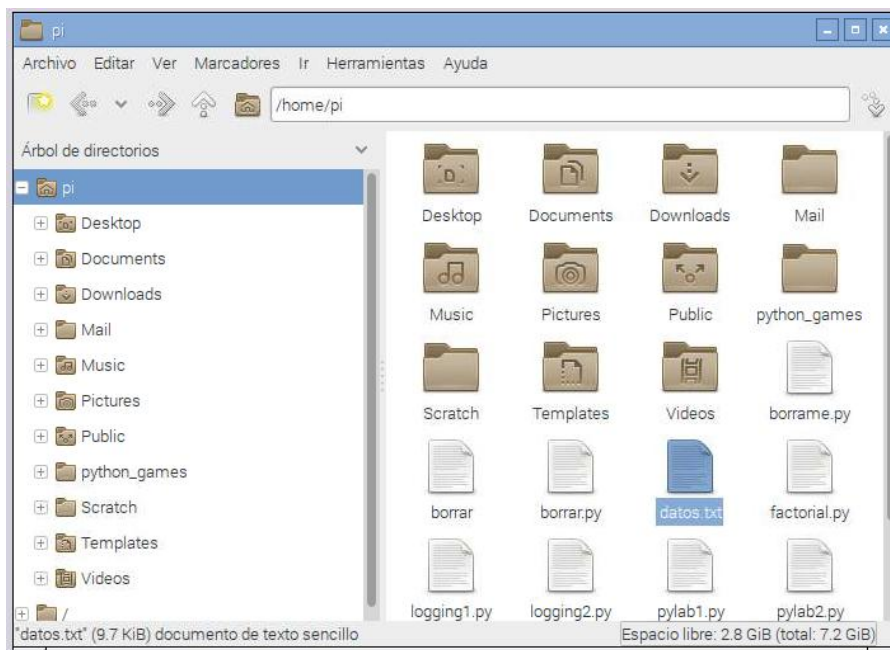 pi
Archivo Editar Ver Marcadores Ir Herramientas Ayuda
/home/pi
Árbol de directorios
pi
Desktop
Documents
Downloads
Mail
Music
Pictures
Public
python_games
Scratch
Templates
Videos
/
Desktop Documents Downloads Mail
Music Pictures Public python_games
Scratch Templates Videos borrame.py
borrar borrar.py datos.txt factorial.py
logging1.py logging2.py pylab1.py pylab2.py
"datos.txt" (9.7 KiB) documento de texto sencillo
Espacio libre: 2.8 GiB (total: 7.2 GiB)